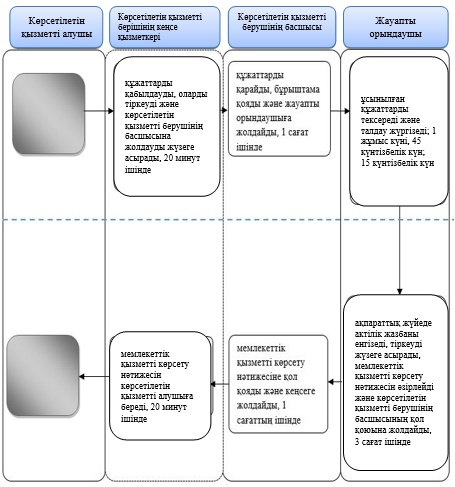 Көрсетілетін
қызметті алушы
Көрсетілетін қызметті
берішінің кеңсе
қызметкері
Көрсетілетін қызметті
берушінің басшысы
Жауапты
орындаушы
құжаттарды
қабылдауды, оларды
тіркеуді және
көрсетілетін
қызметті берушінің
басшысына
жолдауды жүзеге
асырады, 20 минут
ішінде
құжаттарды
қарайды, бұрыштама
қояды және жауапты
орындаушыға
жолдайды, 1 сағат
ішінде
ұсынылған
құжаттарды
тексереді және
талдау жүргізеді; 1
жұмыс күні, 45
күнтізбелік күн;
15 күнтізбелік күн
мемлекеттік
қызметті көрсету
нәтижесін
көрсетілетін
қызметті алушыға
береді, 20 минут
ішінде
мемлекеттік
қызметті көрсету
нәтижесіне қол
қояды және кеңсеге
жолдайды, 1
сағаттың ішінде
ақпараттық жүйеде
актілік жазбаны
енгізеді, тіркеуді
жүзеге асырады,
мемлекеттік
қызметті көрсету
нәтижесін әзірлейді
және көрсетілетін
қызметті берушінің
басшысының қол
қоюына жолдайды,
3 сағат ішінде